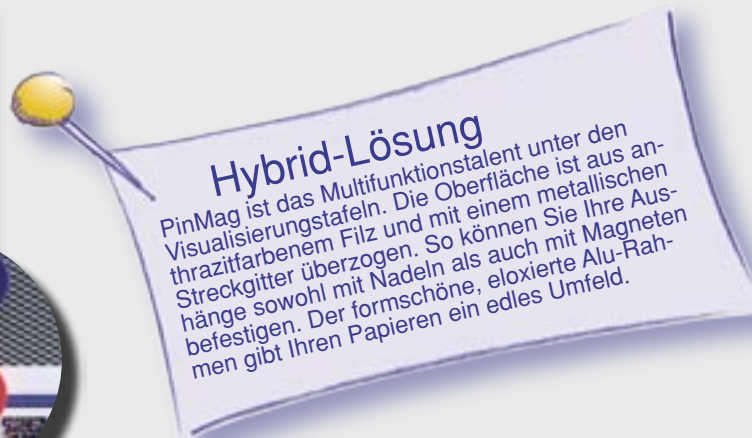 Hybrid-Lösung
PinMag ist das Multifunktionstalent unter den
Visualisierungstafeln. Die Oberfläche ist aus an-
thrazitfarbenem Filz und mit einem metallischen
Streckgitter überzogen. So können Sie Ihre Aus-
hänge sowohl mit Nadeln als auch mit Magneten
befestigen. Der formschöne, eloxierte Alu-Rah-
men gibt Ihren Papieren ein edles Umfeld.